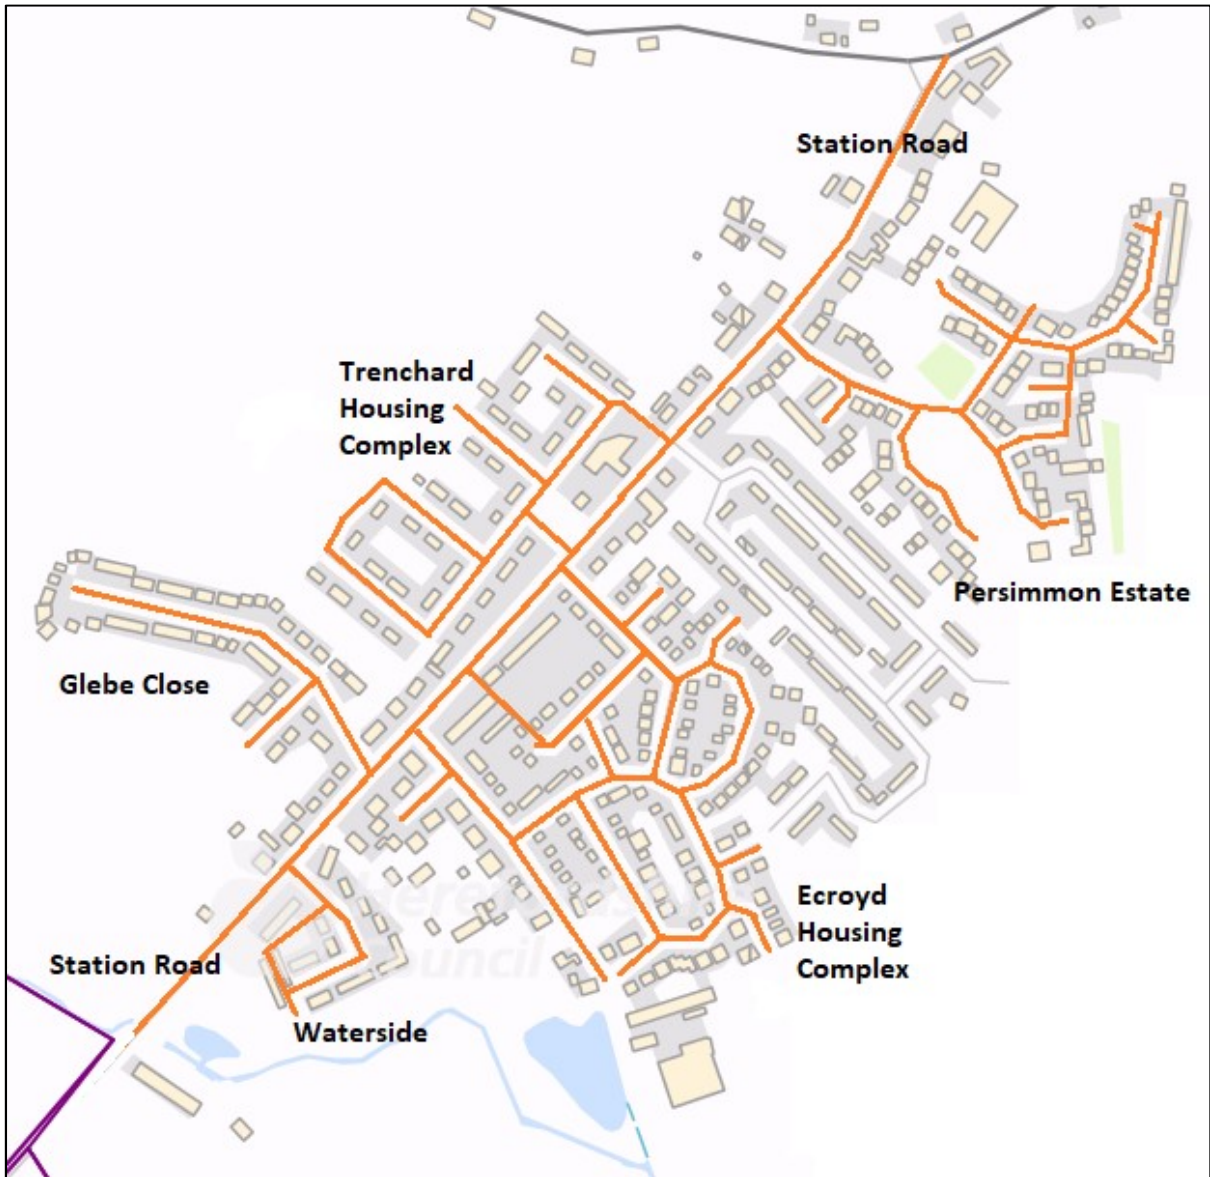 Station Road
Trenchard
Housing
Complex
Persimmon Estate
Glebe Close
Ecroyd
Housing
Complex
Station Road
Waterside